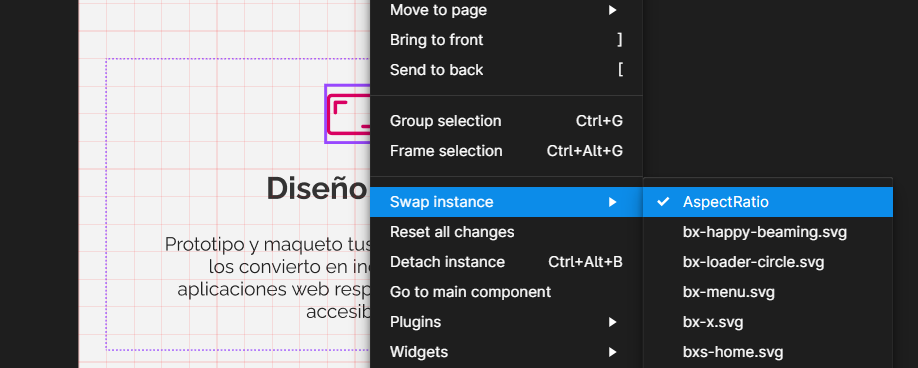 Move to page
Bring to front ]
Send to back [
Group selection Ctrl+G
Frame selection Ctrl+Alt+G
Swap instance
Reset all changes
Detach instance Ctrl+Alt+B
Go to main component
Plugins
Widgets
AspectRatio
bx-happy-beaming.svg
bx-loader-circle.svg
bx-menu.svg
bx-x.svg
bxs-home.svg
Diseño
Prototipo y maqueto tus
los convierto en
aplicaciones web